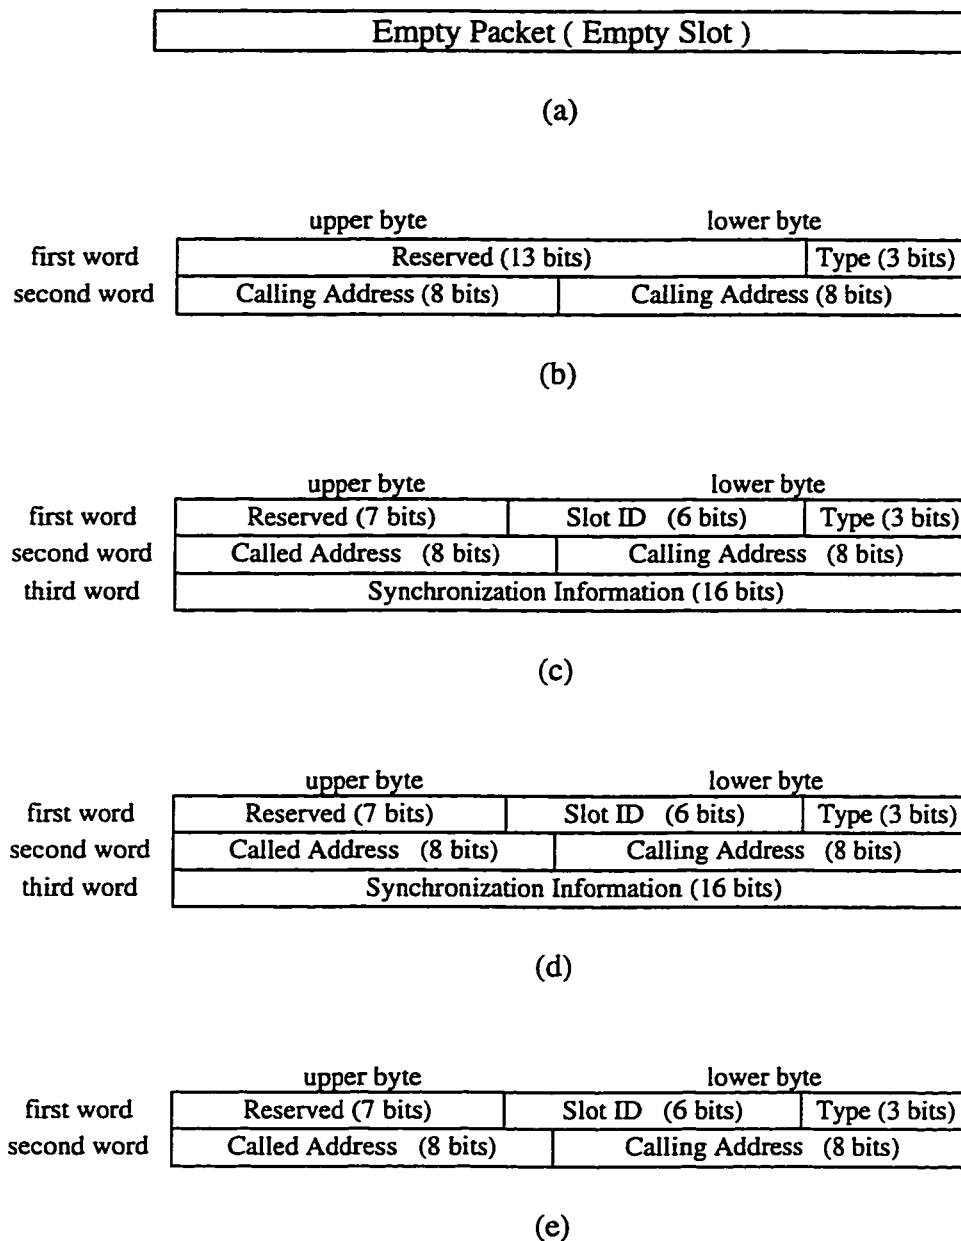 Empty Packet ( Empty Slot )
(a)
upper byte lower byte
first word Reserved (13 bits) Type (3 bits)
second word Calling Address (8 bits) Calling Address (8 bits)
(b)
upper byte lower byte
first word Reserved (7 bits) Slot ID (6 bits) Type (3 bits)
second word Called Address (8 bits) Calling Address (8 bits)
third word Synchronization Information (16 bits)
(c)
upper byte lower byte
first word Reserved (7 bits) Slot ID (6 bits) Type (3 bits)
second word Called Address (8 bits) Calling Address (8 bits)
third word Synchronization Information (16 bits)
(d)
upper byte lower byte
first word Reserved (7 bits) Slot ID (6 bits) Type (3 bits)
second word Called Address (8 bits) Calling Address (8 bits)
(e)